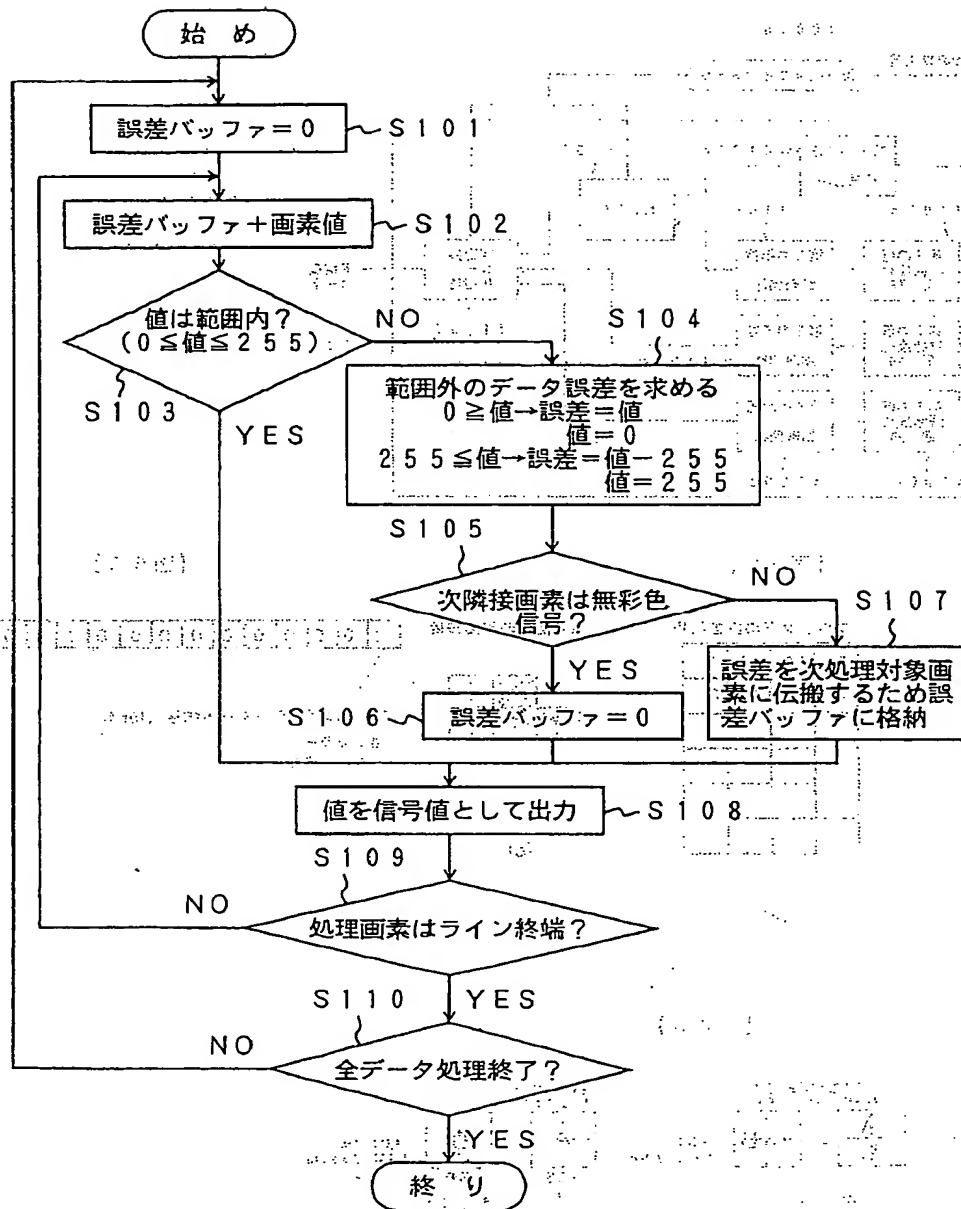 始 め
誤差バッファ＝０
Ｓ１０１
誤差バッファ＋画素値
Ｓ１０２
値は範囲内？
（０≦値≦２５５）
ＮＯ
Ｓ１０３
ＹＥＳ
Ｓ１０４
範囲外のデータ誤差を求める
０≧値→誤差＝値
値＝０
２５５≦値→誤差＝値－２５５
値＝２５５
Ｓ１０５
次隣接画素は無彩色
信号？
ＮＯ
ＹＥＳ
Ｓ１０７
誤差を次処理対象画
素に伝搬するため誤
差バッファに格納
Ｓ１０６
誤差バッファ＝０
値を信号値として出力
Ｓ１０８
Ｓ１０９
処理画素はライン終端？
ＮＯ
ＹＥＳ
Ｓ１１０
全データ処理終了？
ＮＯ
ＹＥＳ
終 り